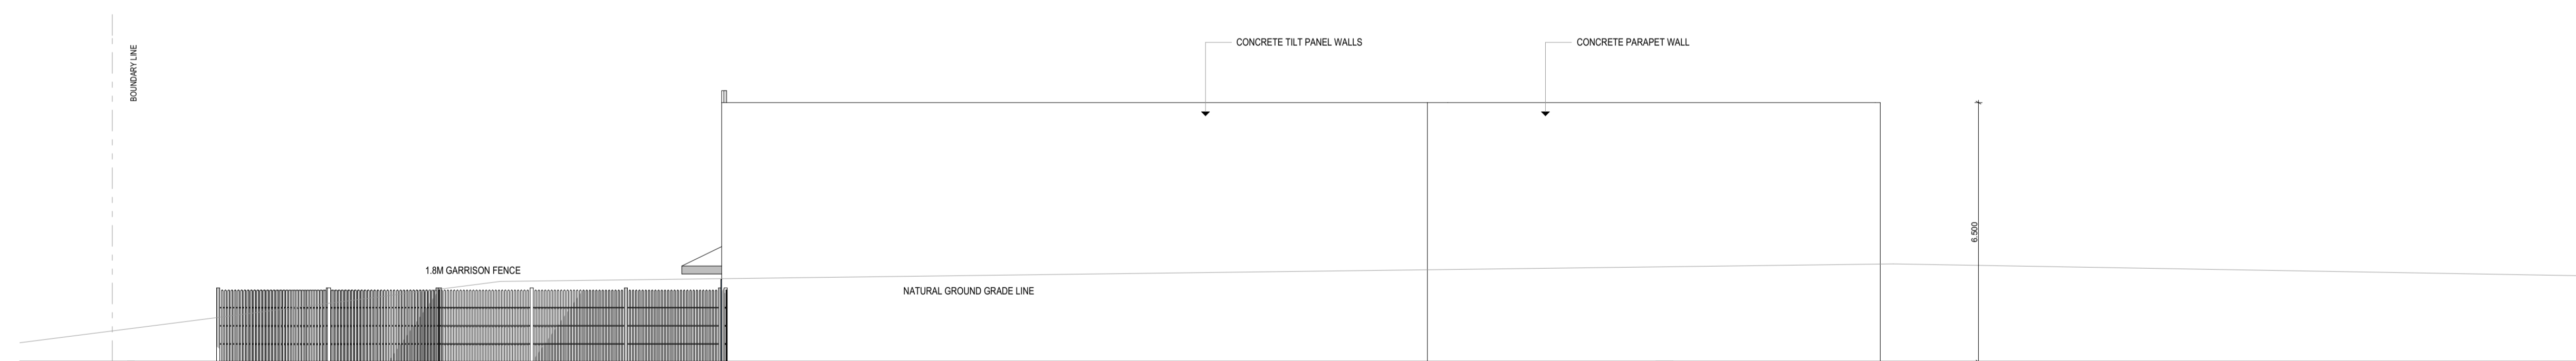 BOUNDARY LINE
CONCRETE TILT PANEL WALLS
CONCRETE PARAPET WALL
6.500
1.8M GARRISON FENCE
NATURAL GROUND GRADE LINE